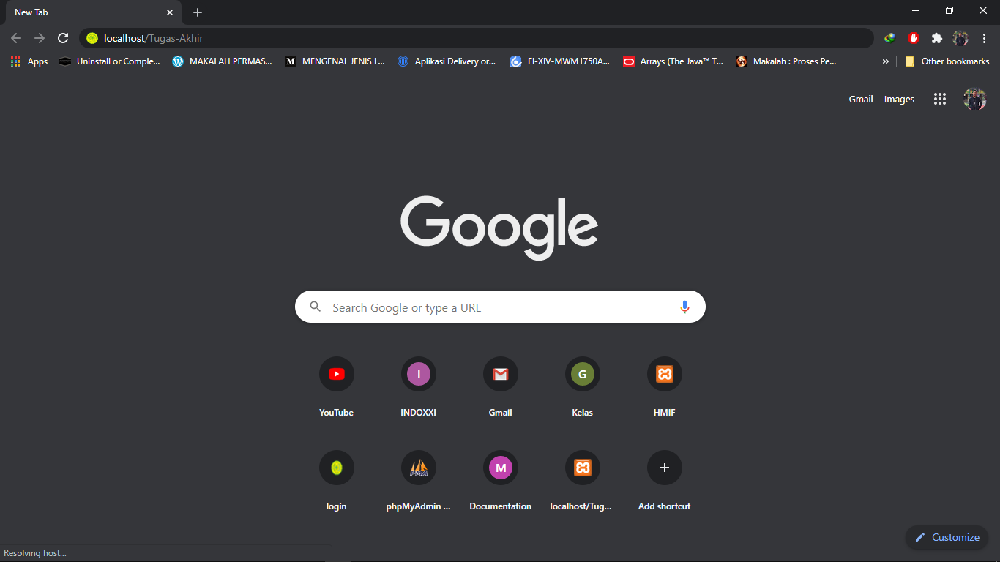 New Tab
localhost/Tugas-Akhir
Apps
Uninstall or Comple...
MAKALAH PERMAS...
M
MENGENAL JENIS L...
Aplikasi Delivery or...
FI-XIV-MWM1750A...
Arrays (The Java™ T...
Makalah : Proses Pe...
»
Other bookmarks
Gmail
Images
Google
Search Google or type a URL
I
G
YouTube
INDOXXI
Gmail
Kelas
HMIF
PMA
M
login
phpMyAdmin ...
Documentation
localhost/Tug...
Add shortcut
Customize
Resolving host...